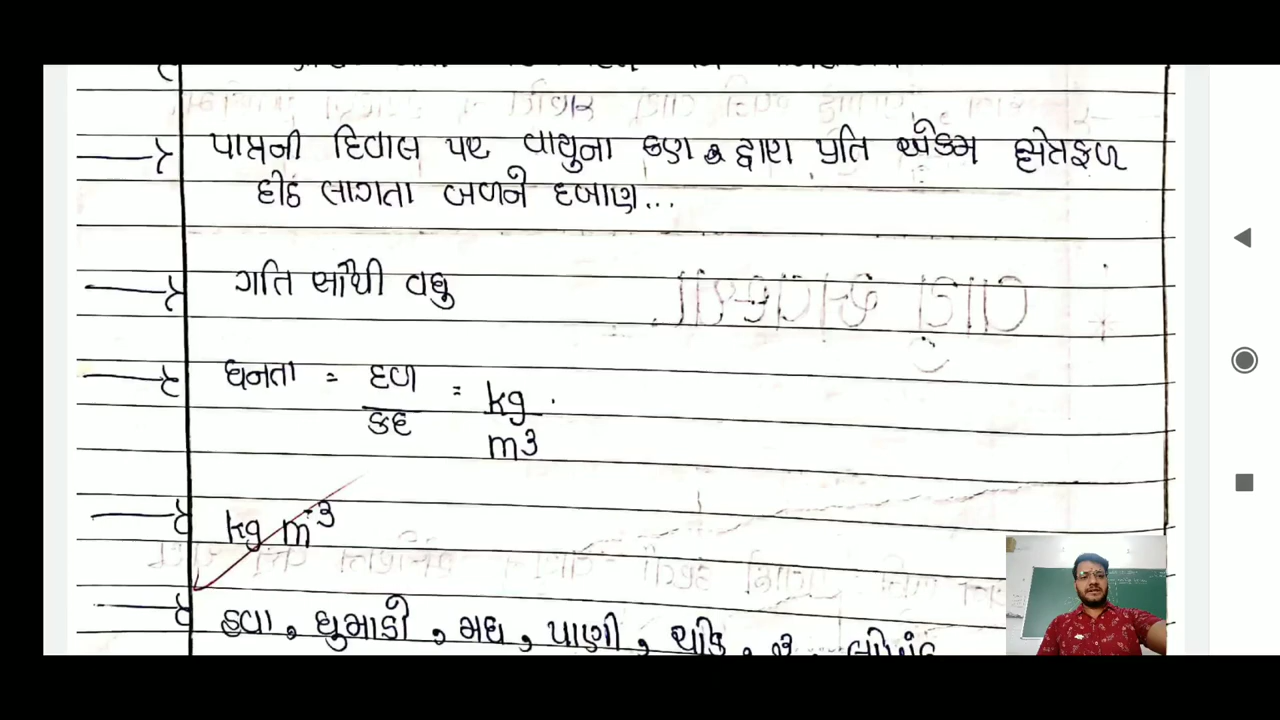 પાત્રની દિવાલ પર વાયુના કણ દ્વારા પ્રતિ એકમ ક્ષેત્રફળ
દીઠ લાગતા બળને દબાણ...
ગતિ સૌથી વધુ
ઘનતા = દળ = kg
કદ m3
kg m-3
હવા, ધુમાડો, મધ, પાણી, ચોક,